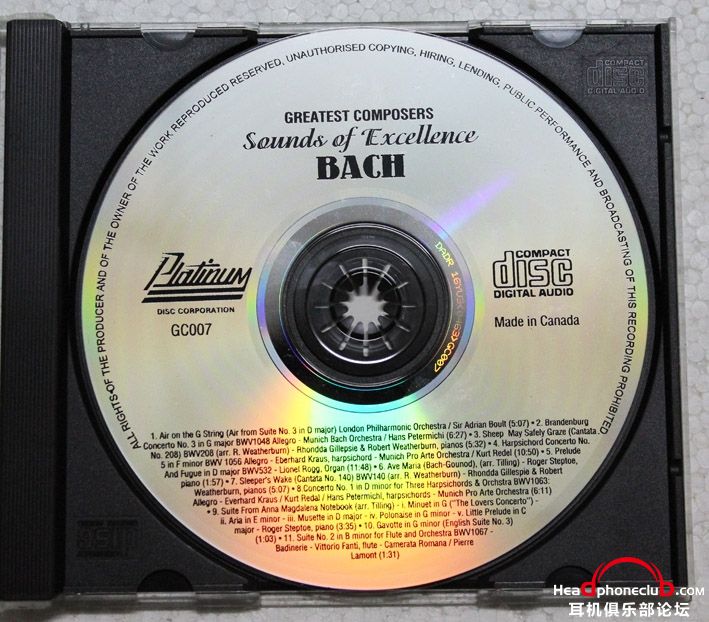 ALL RIGHTS OF THE PRODUCER AND OF THE OWNER OF THE WORK REPRODUCED RESERVED, UNAUTHORISED COPYING, HIRING, LENDING, PUBLIC PERFORMANCE AND BROADCASTING OF THIS RECORDING PROHIBITED
COMPACT
disc
DIGITAL AUDIO
GREATEST COMPOSERS
Sounds of Excellence
BACH
Platinum
DISC CORPORATION
GC007
COMPACT
disc
DIGITAL AUDIO
Made in Canada
1. Air on the G String (Air from Suite No. 3 in D major) London Philharmonic Orchestra / Sir Adrian Boult (5:07) • 2. Brandenburg
Concerto No. 3 in G major BWV1048 Allegro - Munich Bach Orchestra / Hans Petermichl (6:27) • 3. Sheep May Safely Graze (Cantata
No. 208) BWV208 (arr. R. Weatherburn) - Rhondda Gillepsie & Robert Weatherburn, pianos (5:32) • 4. Harpsichord Concerto No.
5 in F minor BWV 1056 Allegro - Eberhard Kraus, harpsichord - Munich Pro Arte Orchestra / Kurt Redel (10:50) • 5. Prelude
And Fugue in D major BWV532 - Lionel Rogg, Organ (11:48) • 6. Ave Maria (Bach-Gounod), (arr. Tilling) - Roger Steptoe,
piano (1:57) • 7. Sleeper's Wake (Cantata No. 140) BWV140 (arr. R. Weatherburn) - Rhondda Gillespie & Robert
Weatherburn, pianos (5:07) • 8 Concerto No. 1 in D minor for Three Harpsichords & Orchstra BWV1063:
Allegro - Everhard Kraus / Kurt Redal / Hans Petermichl, harpsichords - Munich Pro Arte Orchestra (6:11)
• 9. Suite From Anna Magdalena Notebook (arr. Tilling) - i. Minuet in G ("The Lovers Concerto") -
ii. Aria in E minor - iii. Musette in D major - iv. Polonaise in G minor - v. Little Prelude in C
major - Roger Steptoe, piano (3:35) • 10. Gavotte in G minor (English Suite No. 3)
(1:03) • 11. Suite No. 2 in B minor for Flute and Orchestra BWV1067 -
Badinerie - Vittorio Fanti, flute - Camerata Romana / Pierre
Lamont (1:31)
Headphoneclub.com
耳机俱乐部论坛